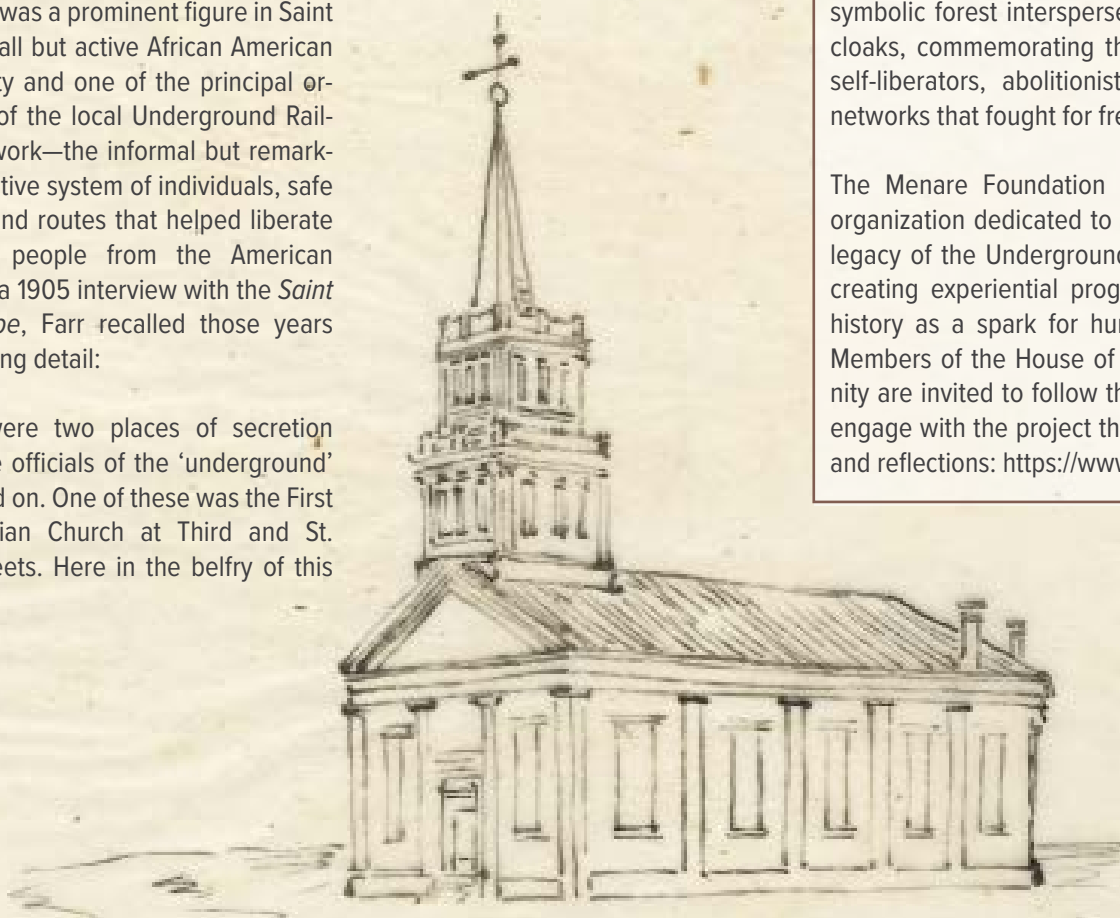 was a prominent figure in Saint
all but active African American
ty and one of the principal or-
of the local Underground Rail-
work—the informal but remark-
tive system of individuals, safe
nd routes that helped liberate
people from the American
a 1905 interview with the Saint
be, Farr recalled those years
ng detail:
vere two places of secretion
e officials of the ‘underground’
d on. One of these was the First
ian Church at Third and St.
eets. Here in the belfry of this
symbolic forest intersperse
cloaks, commemorating th
self-liberators, abolitionist
networks that fought for fre
The Menare Foundation
organization dedicated to
legacy of the Underground
creating experiential prog
history as a spark for hur
Members of the House of
nity are invited to follow th
engage with the project th
and reflections: https://www